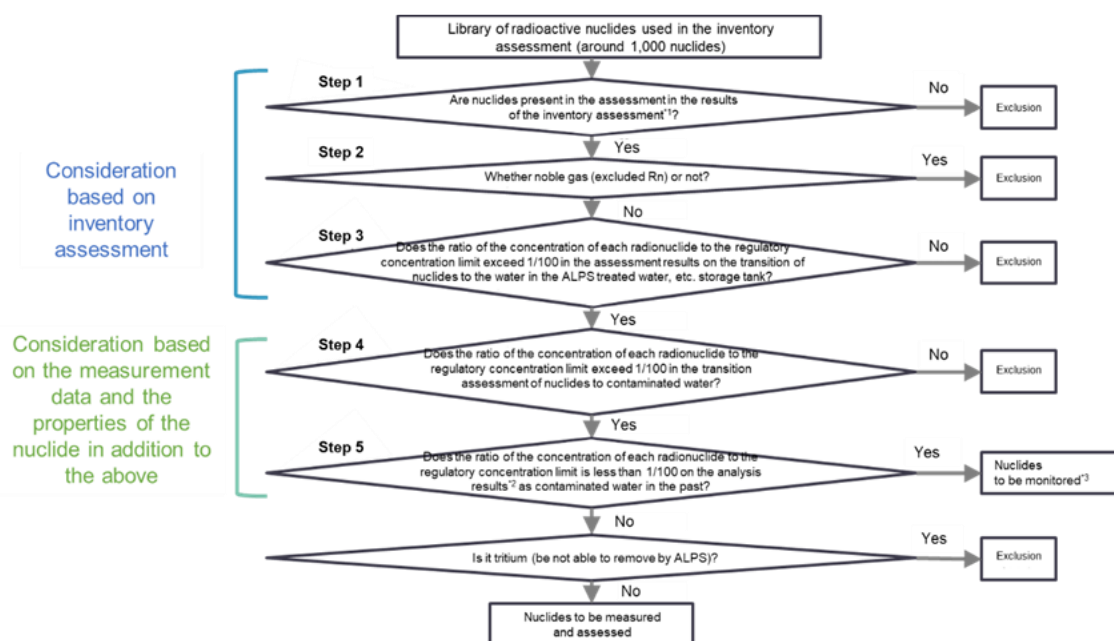 Library of radioactive nuclides used in the inventory
assessment (around 1,000 nuclides)
Step 1
Are nuclides present in the assessment in the results
of the inventory assessment*1?
No
Exclusion
Yes
Step 2
Whether noble gas (excluded Rn) or not?
Yes
Exclusion
No
Consideration
based on
inventory
assessment
Step 3
Does the ratio of the concentration of each radionuclide to the regulatory
concentration limit exceed 1/100 in the assessment results on the transition of
nuclides to the water in the ALPS treated water, etc. storage tank?
No
Exclusion
Yes
Consideration based
on the measurement
data and the
properties of the
nuclide in addition to
the above
Step 4
Does the ratio of the concentration of each radionuclide to the
regulatory concentration limit exceed 1/100 in the transition
assessment of nuclides to contaminated water?
No
Exclusion
Yes
Step 5
Does the ratio of the concentration of each radionuclide to the
regulatory concentration limit is less than 1/100 on the analysis
results*2 as contaminated water in the past?
Yes
Nuclides
to be monitored*3
No
Is it tritium (be not able to remove by ALPS)?
Yes
Exclusion
No
Nuclides to be measured
and assessed